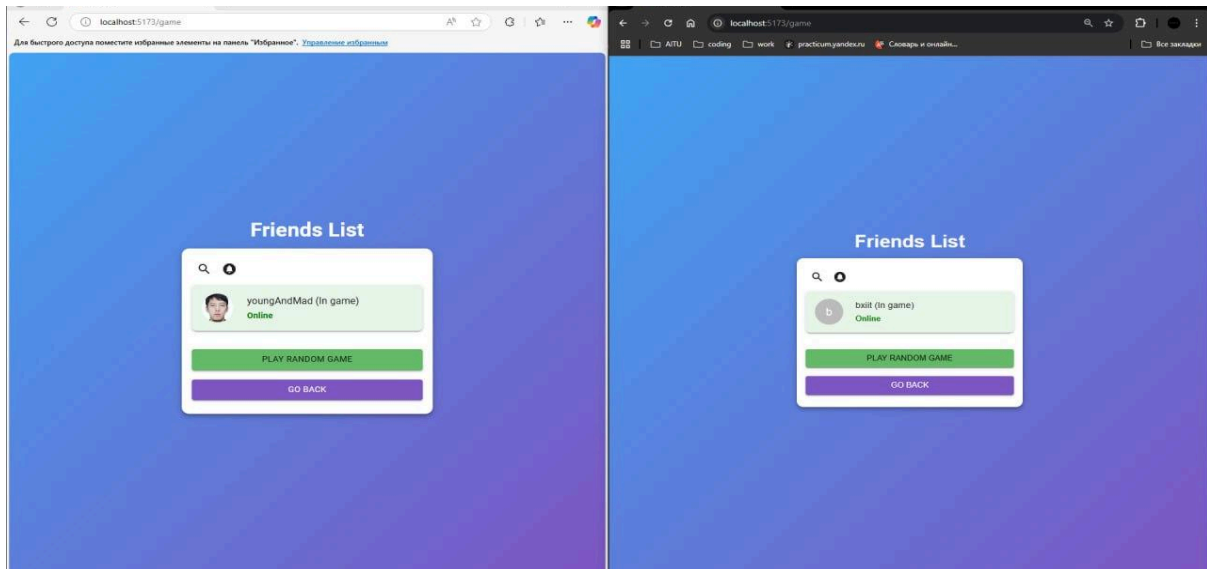 localhost:5173/game
Для быстрого доступа поместите избранные элементы на панель "Избранное". Управление избранным
Friends List
youngAndMad (In game)
Online
PLAY RANDOM GAME
GO BACK
localhost:5173/game
AITU coding work practicum.yandex.ru Словарь и онлайн... Все закладки
Friends List
b
bxiit (In game)
Online
PLAY RANDOM GAME
GO BACK